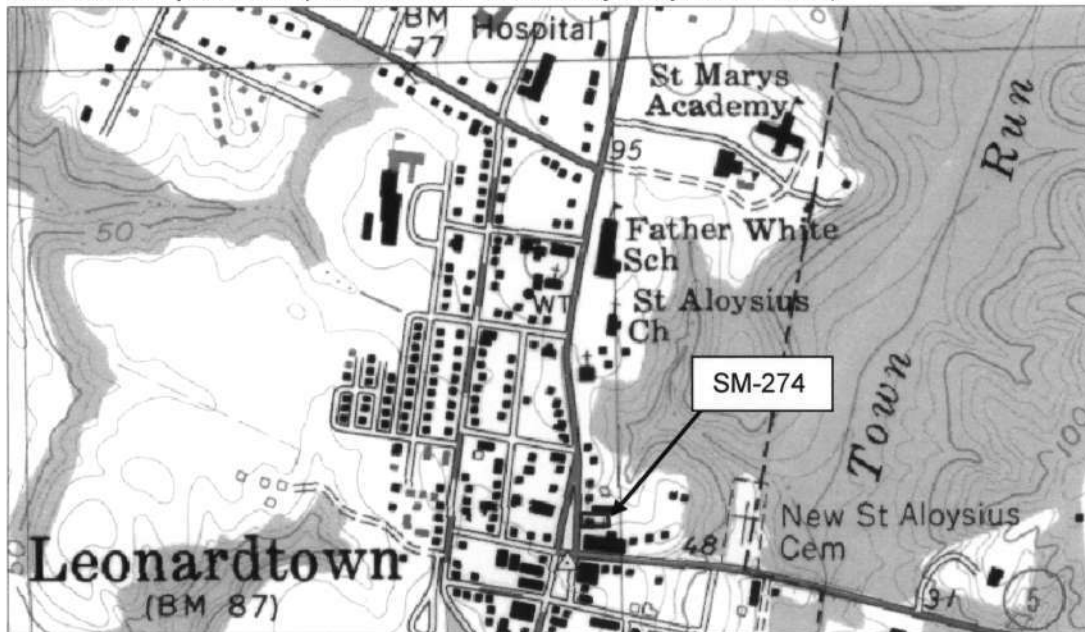 BM
77
Hospital
St Marys
Academy
95
Run
50
Father White
Sch
WT
St Aloysius
Ch
SM-274
Town
100
New St Aloysius
Cem
48
Leonardtown
(BM 87)
31
5